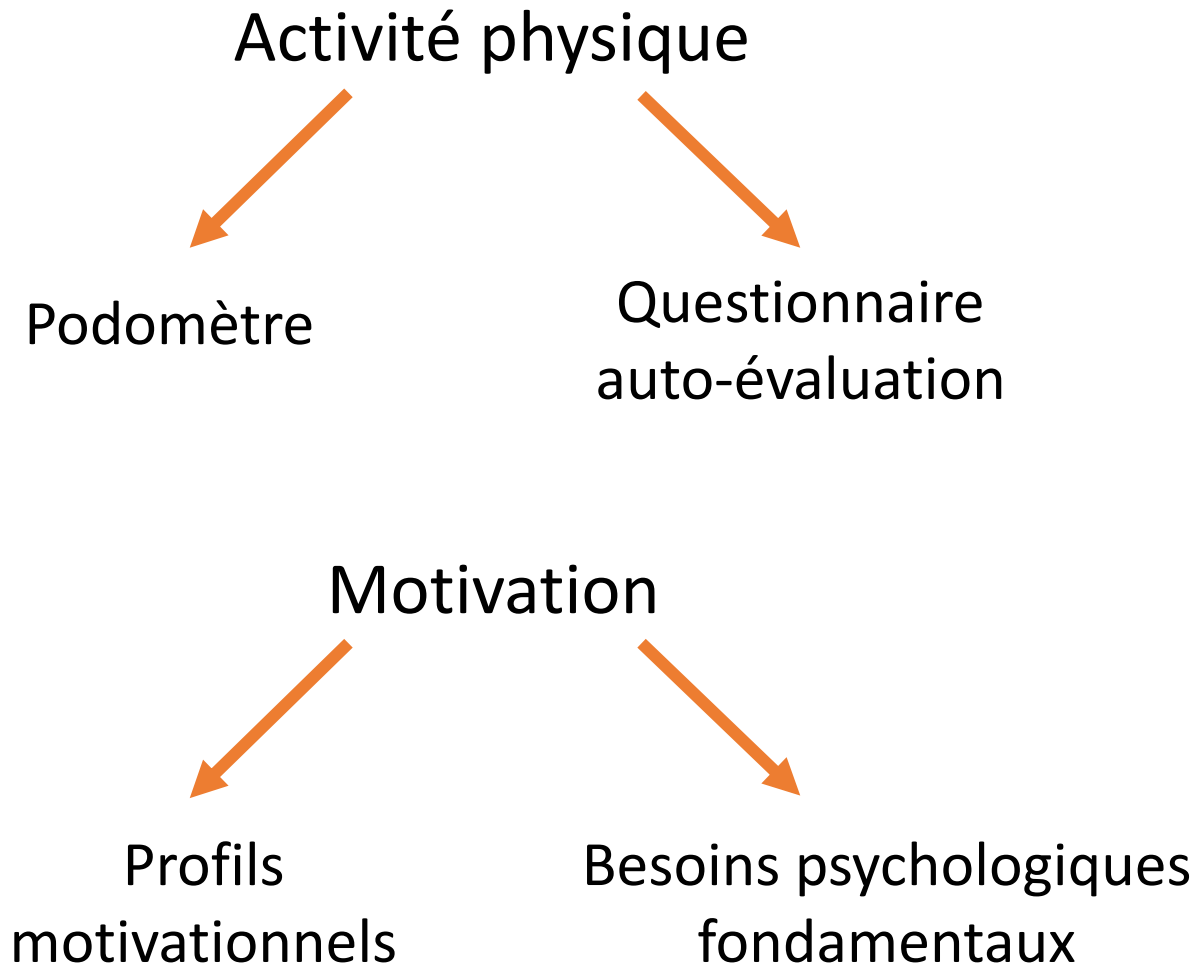 Activité physique
Podomètre
Questionnaire
auto-évaluation
Motivation
Profils
motivationnels
Besoins psychologiques
fondamentaux